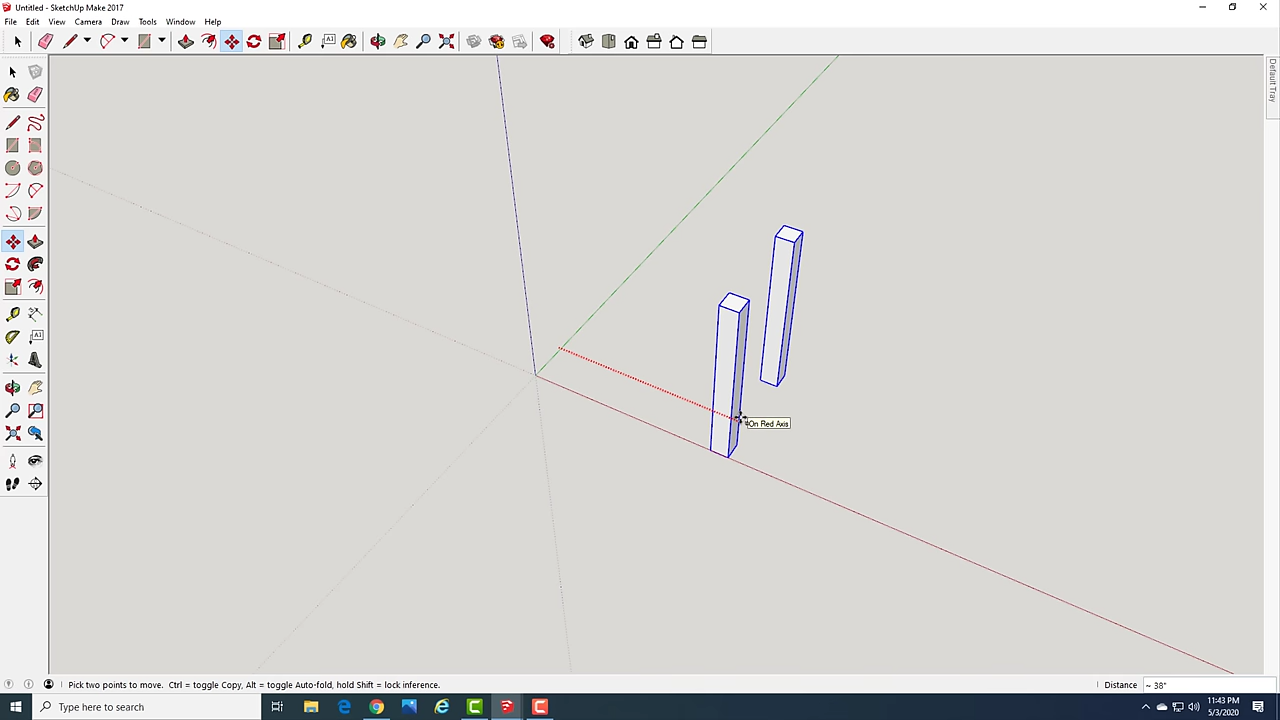 Untitled - SketchUp Make 2017
File Edit View Camera Draw Tools Window Help
A1
Default Tray
A1
On Red Axis
Pick two points to move. Ctrl = toggle Copy, Alt = toggle Auto-fold, hold Shift = lock inference.
Distance ~ 38"
Type here to search
11:43 PM
5/3/2020